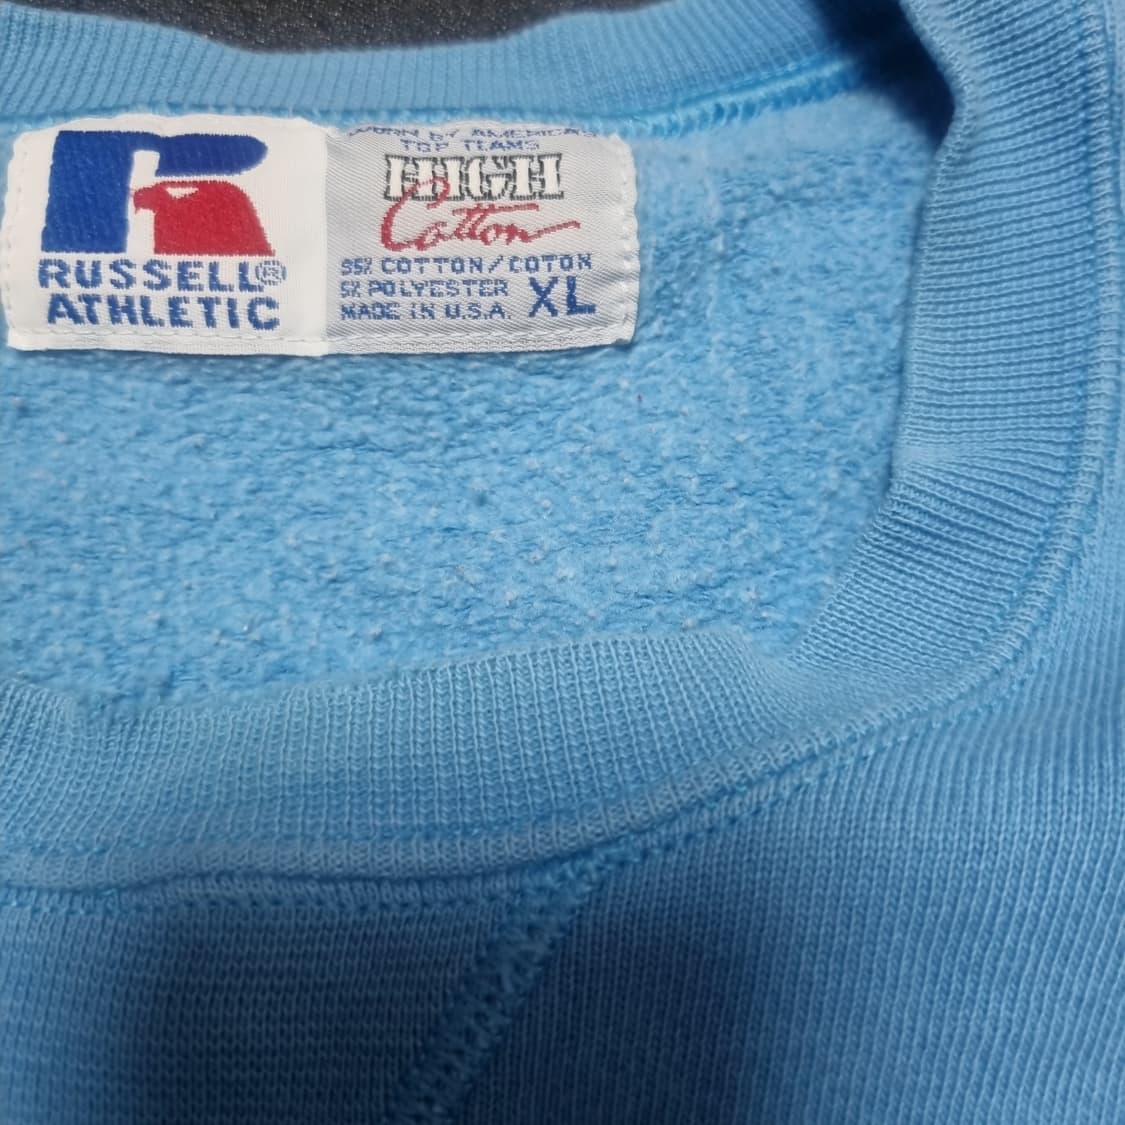 RUSSELL®
ATHLETIC
WORN BY AMERICA'S
TOP TEAMS
HIGH
Cotton
95% COTTON/COTON
5% POLYESTER
MADE IN U.S.A.
XL